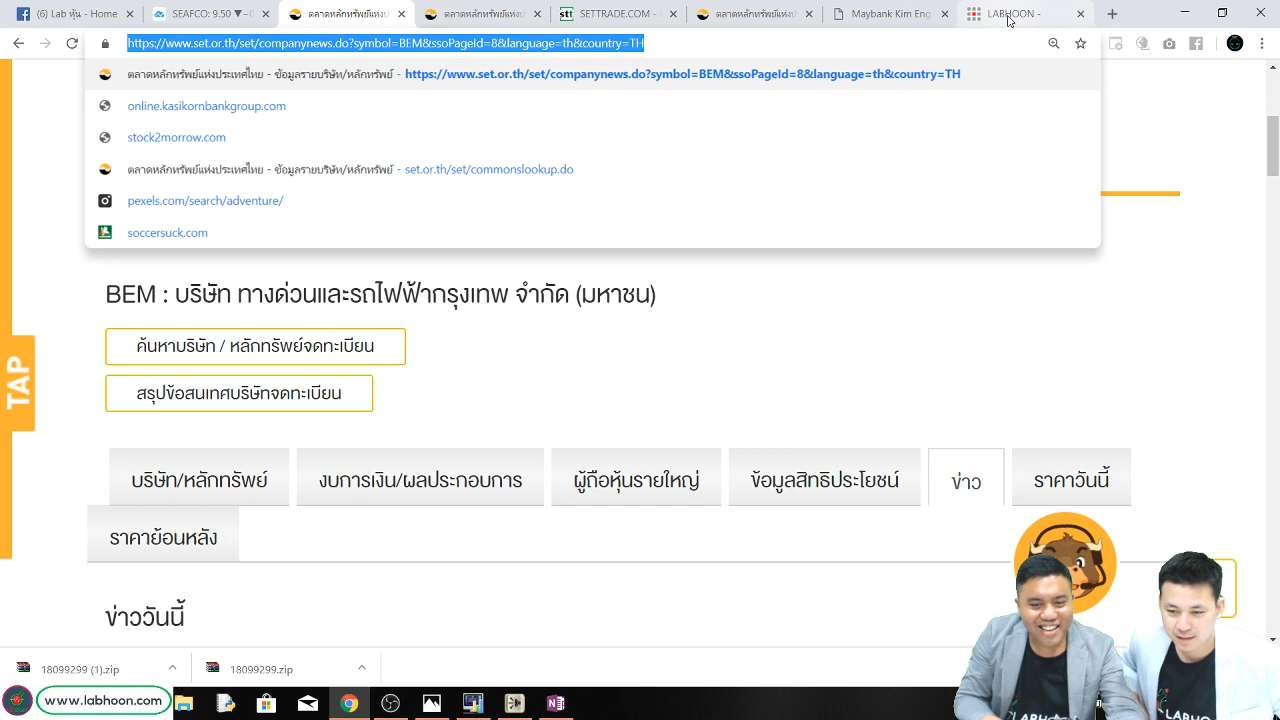 Lab หุ้น - Home
SEAFCO: 9.50 ▼-0
ตลาดหลักทรัพย์แห่งประเทศไทย
ตลาดหลักทรัพย์แห่งประเทศไทย
SETTRADE.COM -
ตลาดหลักทรัพย์แห่งประเทศไทย
Maybank Kim Eng
LABHOON -
https://www.set.or.th/set/companynews.do?symbol=BEM&ssoPageId=8&language=th&country=TH
ตลาดหลักทรัพย์แห่งประเทศไทย - ข้อมูลรายบริษัท/หลักทรัพย์ - https://www.set.or.th/set/companynews.do?symbol=BEM&ssoPageId=8&language=th&country=TH
online.kasikornbankgroup.com
stock2morrow.com
ตลาดหลักทรัพย์แห่งประเทศไทย - ข้อมูลรายบริษัท/หลักทรัพย์ - set.or.th/set/commonslookup.do
pexels.com/search/adventure/
soccersuck.com
BEM : บริษัท ทางด่วนและรถไฟฟ้ากรุงเทพ จำกัด (มหาชน)
ค้นหาบริษัท / หลักทรัพย์จดทะเบียน
TAP
สรุปข้อสนเทศบริษัทจดทะเบียน
บริษัท/หลักทรัพย์
งบการเงิน/ผลประกอบการ
ผู้ถือหุ้นรายใหญ่
ข้อมูลสิทธิประโยชน์
ข่าว
ราคาวันนี้
ราคาย้อนหลัง
ข่าววันนี้
18099299 (1).zip
18099299.zip
www.labhoon.com
LABHOON
LABH